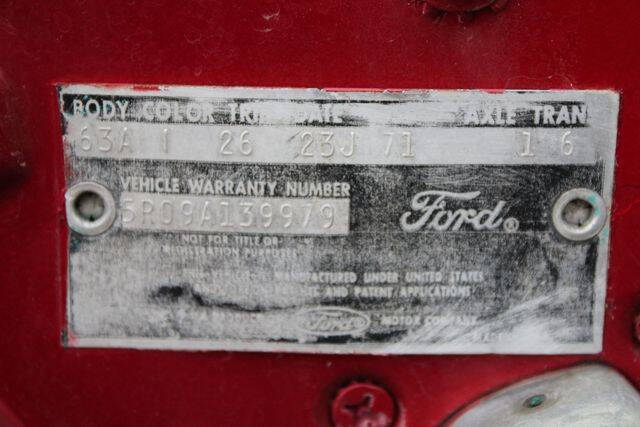 BODY COLOR TRIM DATE AXLE TRAN
63A 1 26 23J 71 1 6
VEHICLE WARRANTY NUMBER
5R09A139979
Ford ®
NOT FOR TITLE OR
REGISTRATION PURPOSES
MANUFACTURED UNDER UNITED STATES
AND PATENT APPLICATIONS
Ford MOTOR COMPANY